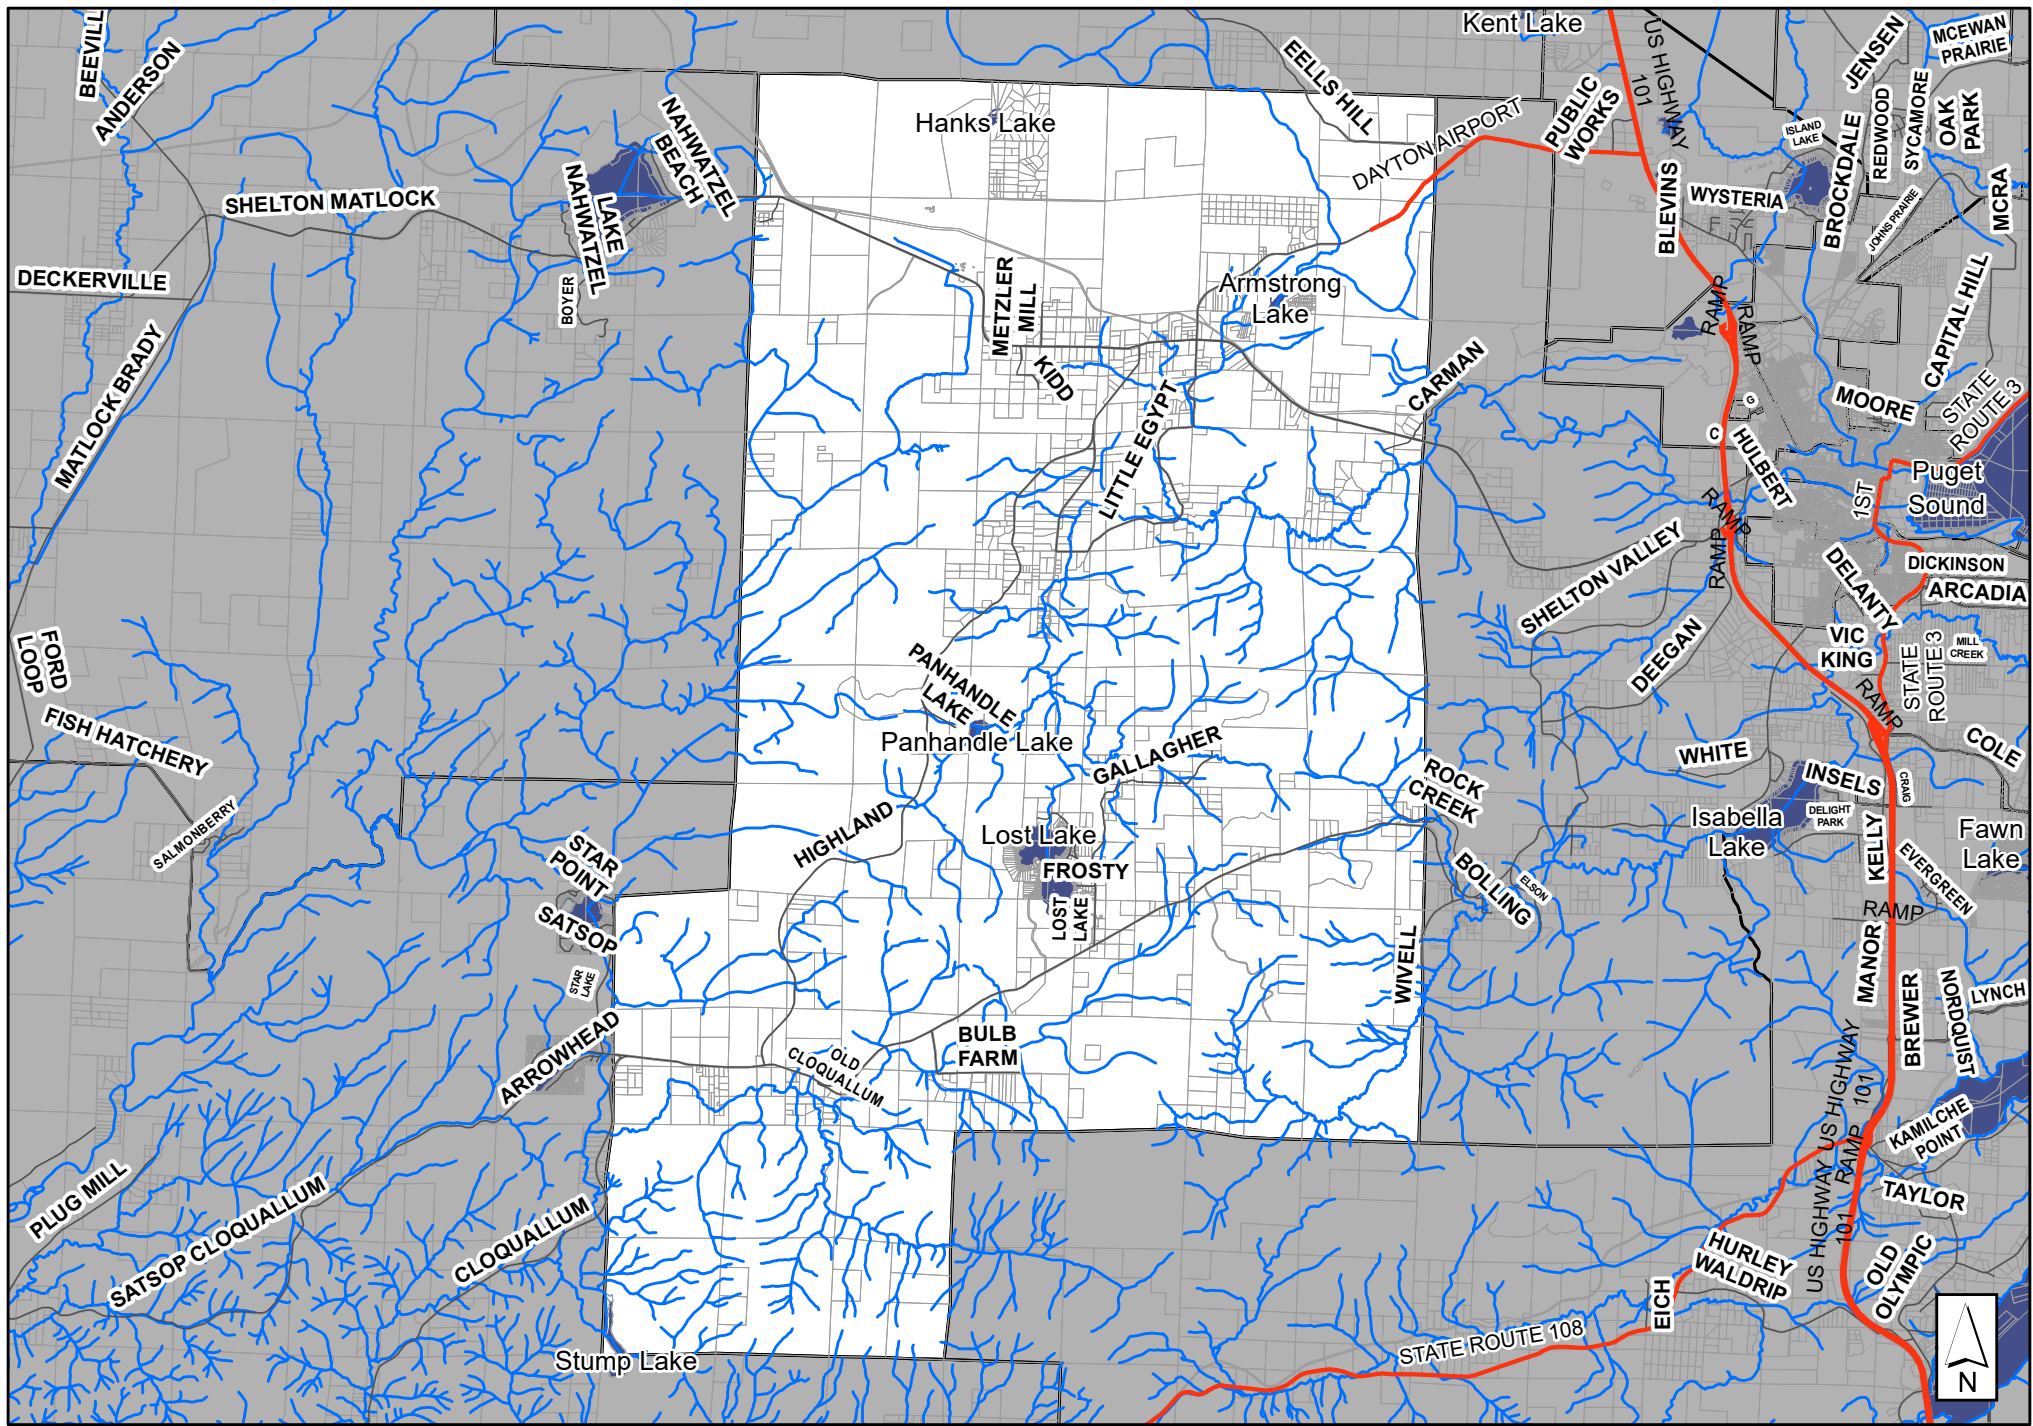 Kent Lake
BEEVILL
ANDERSON
EELLS HILL
US HIGHWAY
101
JENSEN
MCEWAN
PRAIRIE
PUBLIC
WORKS
NAHWATZEL
BEACH
Hanks Lake
DAYTON AIRPORT
ISLAND
LAKE
REDWOOD
SYCAMORE
OAK
PARK
SHELTON MATLOCK
LAKE
NAHWATZEL
BLEVINS
WYSTERIA
BROCKDALE
JOHNS PRAIRIE
MCRA
DECKERVILLE
BOYER
METZLER
MILL
Armstrong
Lake
RAMP
RAMP
CAPITAL HILL
MATLOCK BRADY
KIDD
LITTLE EGYPT
CARMAN
G
C
MOORE
STATE
ROUTE 3
HULBERT
1ST
Puget
Sound
RAMP
RAMP
SHELTON VALLEY
DELANTY
DICKINSON
ARCADIA
FORD
LOOP
PANHANDLE
LAKE
DEEGAN
VIC
KING
STATE
ROUTE 3
MILL
CREEK
RAMP
FISH HATCHERY
Panhandle Lake
GALLAGHER
WHITE
COLE
ROCK
CREEK
INSELS
CRAIG
SALMONBERRY
HIGHLAND
Lost Lake
Isabella
Lake
DELIGHT
PARK
Fawn
Lake
STAR
POINT
FROSTY
KELLY
EVERGREEN
BOLLING
ELSON
SATSOP
LOST
LAKE
RAMP
STAR
LAKE
WIVELL
MANOR
BREWER
NORDQUIST
LYNCH
ARROWHEAD
OLD
CLOQUALLUM
BULB
FARM
US HIGHWAY
101
KAMILCHE
POINT
PLUG MILL
SATSOP CLOQUALLUM
CLOQUALLUM
RAMP
US HIGHWAY
101
TAYLOR
HURLEY
WALDRIP
OLD
OLYMPIC
EICH
STATE ROUTE 108
Stump Lake
N